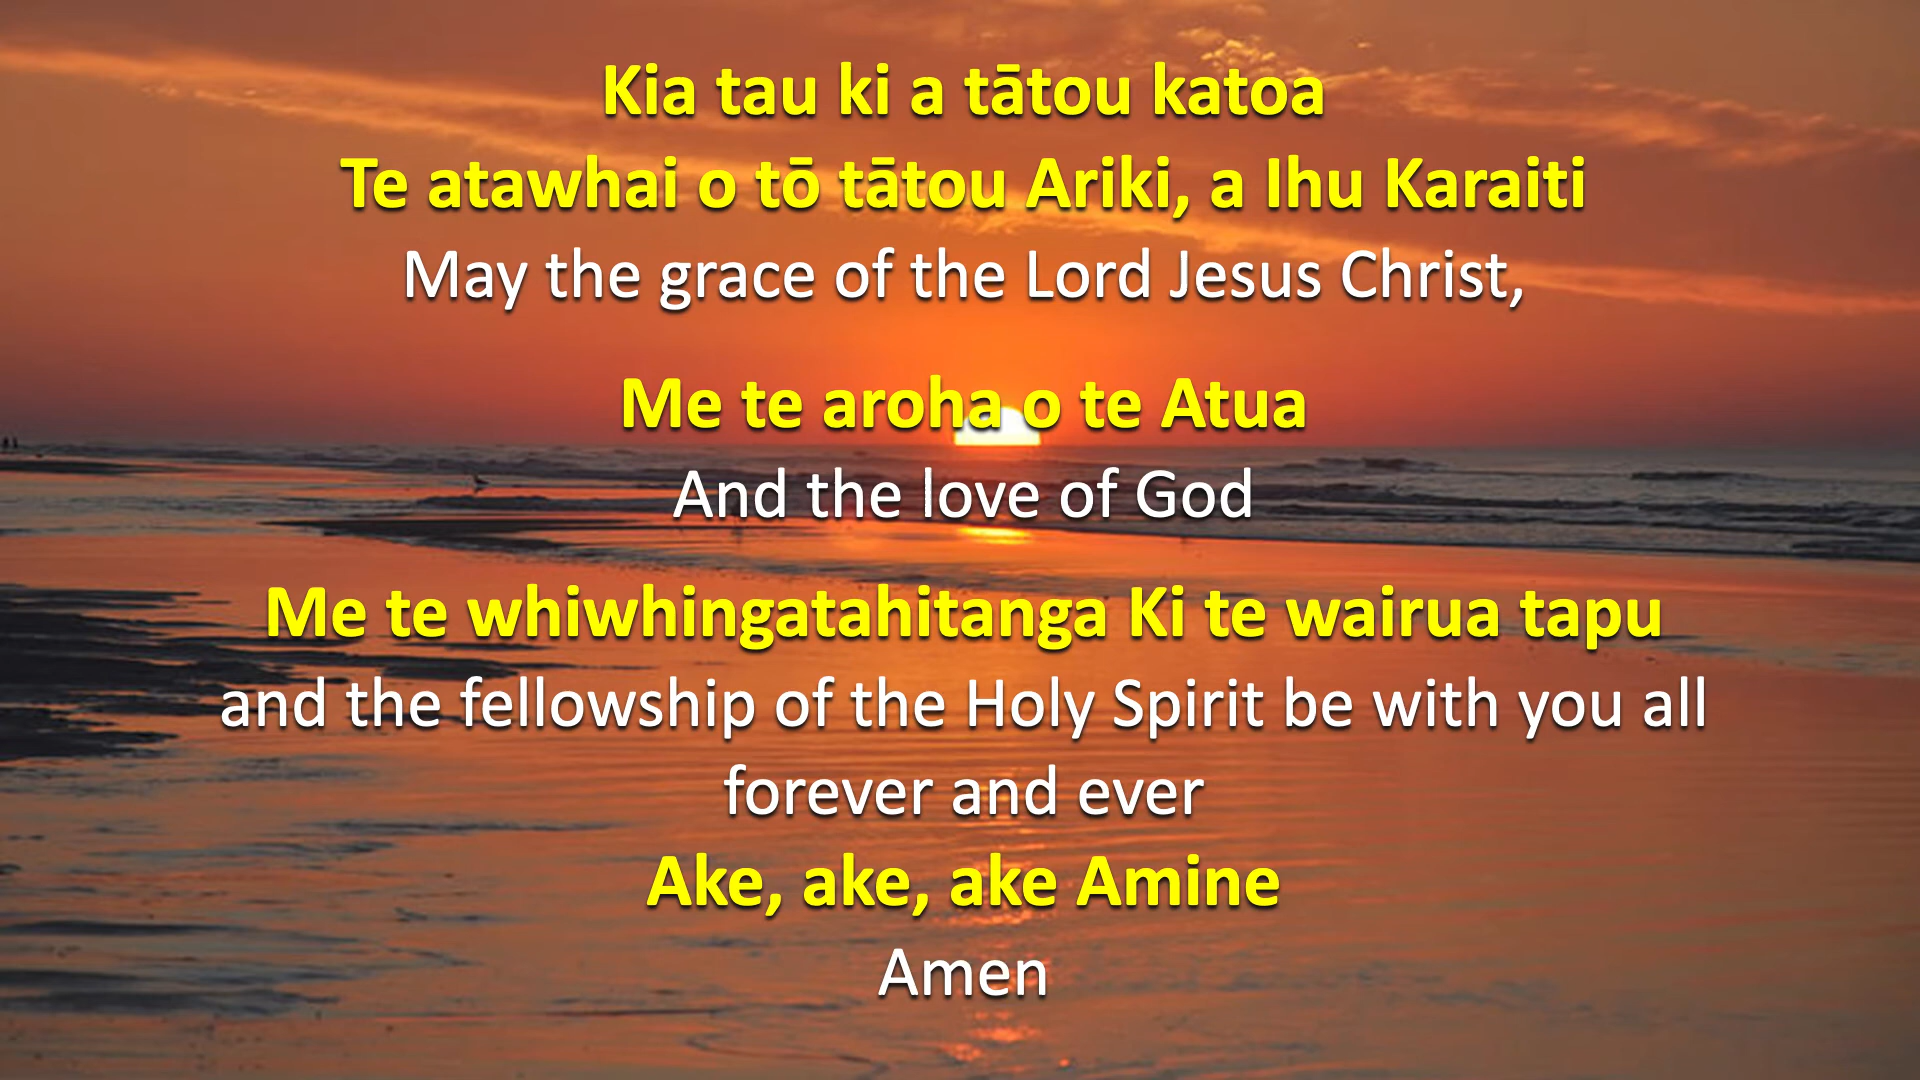 Kia tau ki a tātou katoa
Te atawhai o tō tātou Ariki, a Ihu Karaiti
May the grace of the Lord Jesus Christ,
Me te aroha o te Atua
And the love of God
Me te whiwhingatahitanga Ki te wairua tapu
and the fellowship of the Holy Spirit be with you all
forever and ever
Ake, ake, ake Amine
Amen